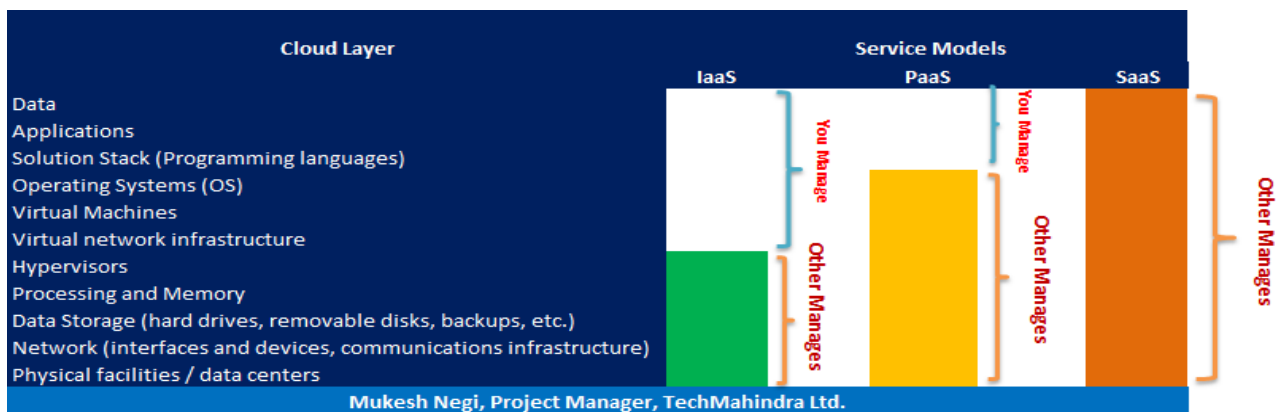 Cloud Layer
Service Models
IaaS
PaaS
SaaS
Data
Applications
Solution Stack (Programming languages)
Operating Systems (OS)
Virtual Machines
Virtual network infrastructure
Hypervisors
Processing and Memory
Data Storage (hard drives, removable disks, backups, etc.)
Network (interfaces and devices, communications infrastructure)
Physical facilities / data centers
You Manage
Other Manages
You Manage
Other Manages
Other Manages
Mukesh Negi, Project Manager, TechMahindra Ltd.